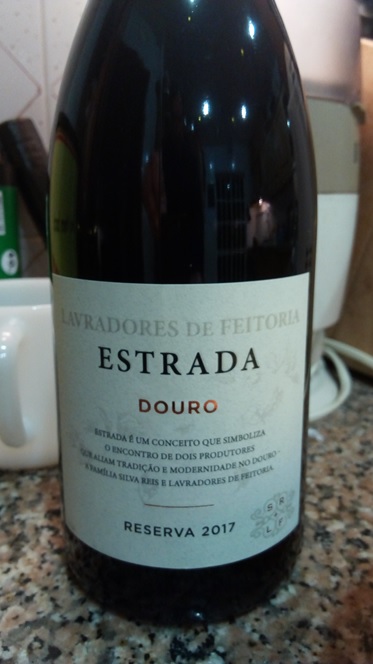 LAVRADORES DE FEITORIA
ESTRADA
DOURO
ESTRADA É UM CONCEITO QUE SIMBOLIZA
O ENCONTRO DE DOIS PRODUTORES
QUE ALIAM TRADIÇÃO E MODERNIDADE NO DOURO
A FAMÍLIA SILVA REIS E LAVRADORES DE FEITORIA.
RESERVA 2017
S R
L F